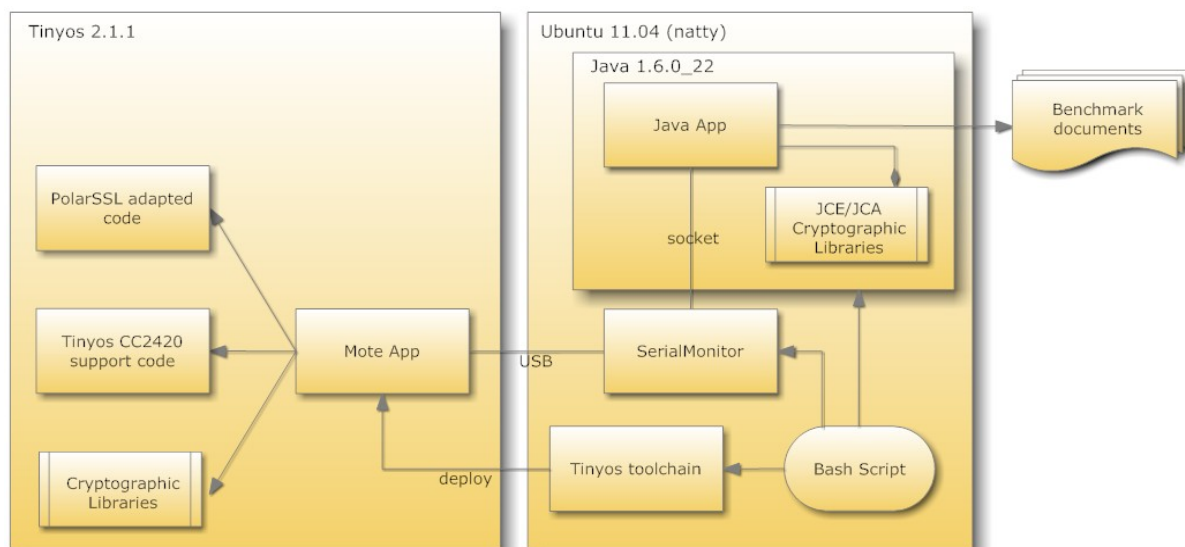 Tinyos 2.1.1
PolarSSL adapted
code
Tinyos CC2420
support code
Cryptographic
Libraries
Mote App
USB
deploy
Ubuntu 11.04 (natty)
Java 1.6.0_22
Java App
socket
JCE/JCA
Cryptographic
Libraries
SerialMonitor
Tinyos toolchain
Bash Script
Benchmark
documents